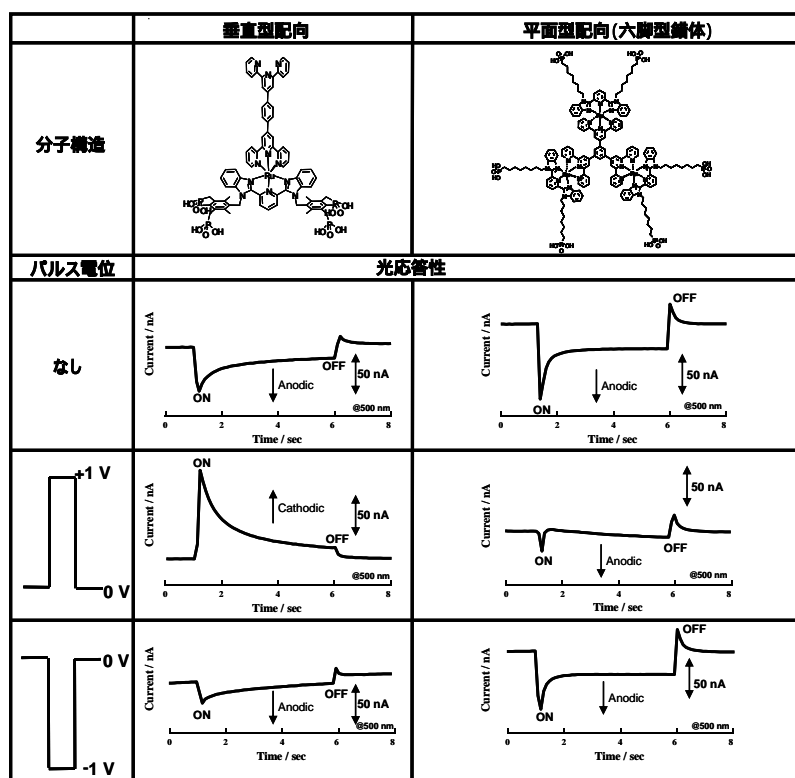 垂直型配向
平面型配向(六脚型錯体)
分子構造
パルス電位
光応答性
なし
Current / nA
ON
OFF
Anodic
50 nA
@500 nm
0 2 4 6 8
Time / sec
Current / nA
OFF
ON
Anodic
50 nA
@500 nm
0 2 4 6 8
Time / sec
+1 V
0 V
Current / nA
ON
Cathodic
50 nA
OFF
@500 nm
0 2 4 6 8
Time / sec
Current / nA
50 nA
ON
OFF
Anodic
@500 nm
0 2 4 6 8
Time / sec
0 V
-1 V
Current / nA
ON
OFF
Anodic
50 nA
@500 nm
0 2 4 6 8
Time / sec
Current / nA
OFF
ON
Anodic
50 nA
@500 nm
0 2 4 6 8
Time / sec